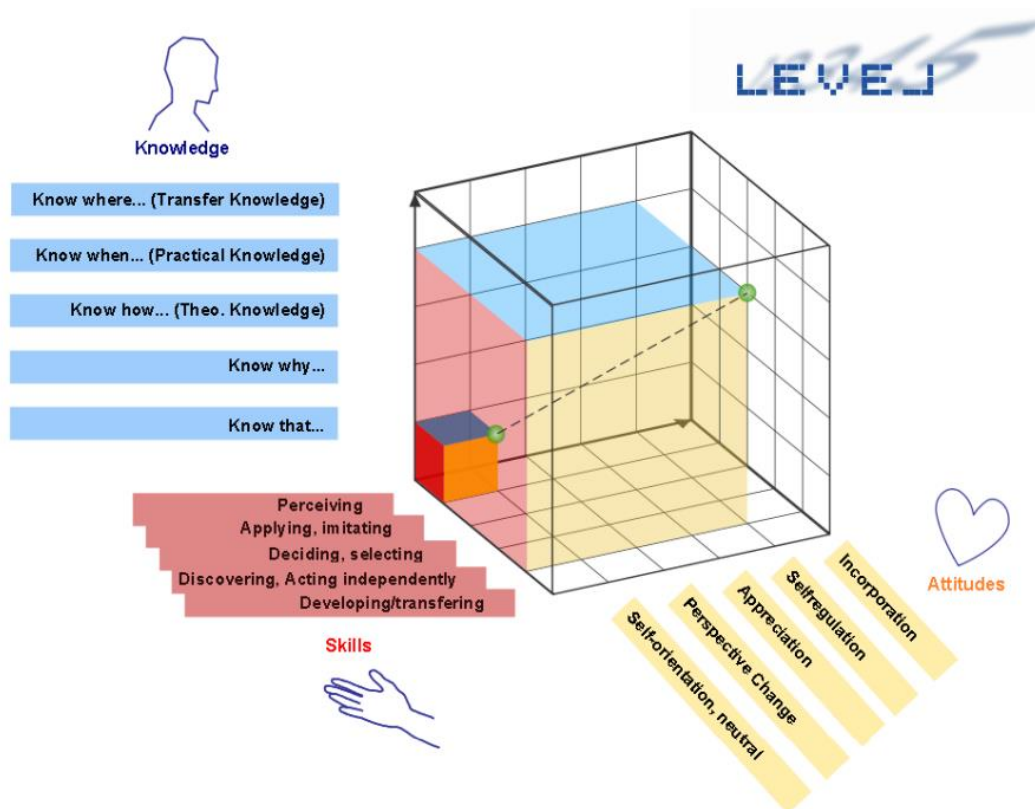 LEVEL5
Knowledge
Know where... (Transfer Knowledge)
Know when... (Practical Knowledge)
Know how... (Theo. Knowledge)
Know why...
Know that...
Perceiving
Applying, imitating
Deciding, selecting
Discovering, Acting independently
Developing/transfering
Skills
Self-orientation, neutral
Perspective Change
Appreciation
Selfregulation
Incorporation
Attitudes